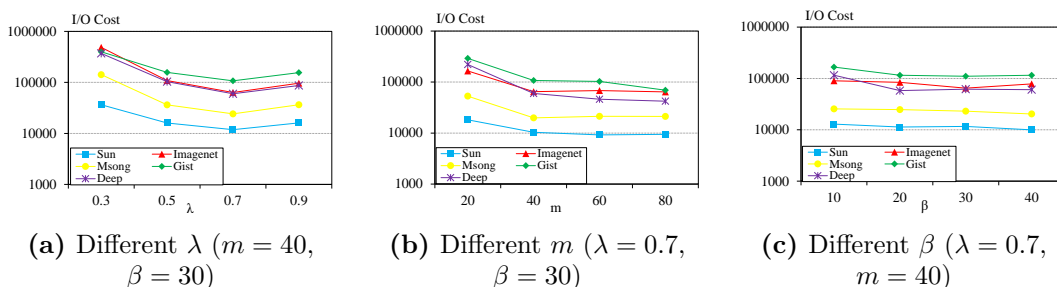 I/O Cost
1000000
100000
10000
1000
Sun
Imagenet
Msong
Gist
Deep
0.3 0.5 0.7 0.9
λ
(a) Different λ (m = 40,
β = 30)
I/O Cost
1000000
100000
10000
1000
Sun
Imagenet
Msong
Gist
Deep
20 40 60 80
m
(b) Different m (λ = 0.7,
β = 30)
I/O Cost
1000000
100000
10000
1000
Sun
Imagenet
Msong
Gist
Deep
10 20 30 40
β
(c) Different β (λ = 0.7,
m = 40)